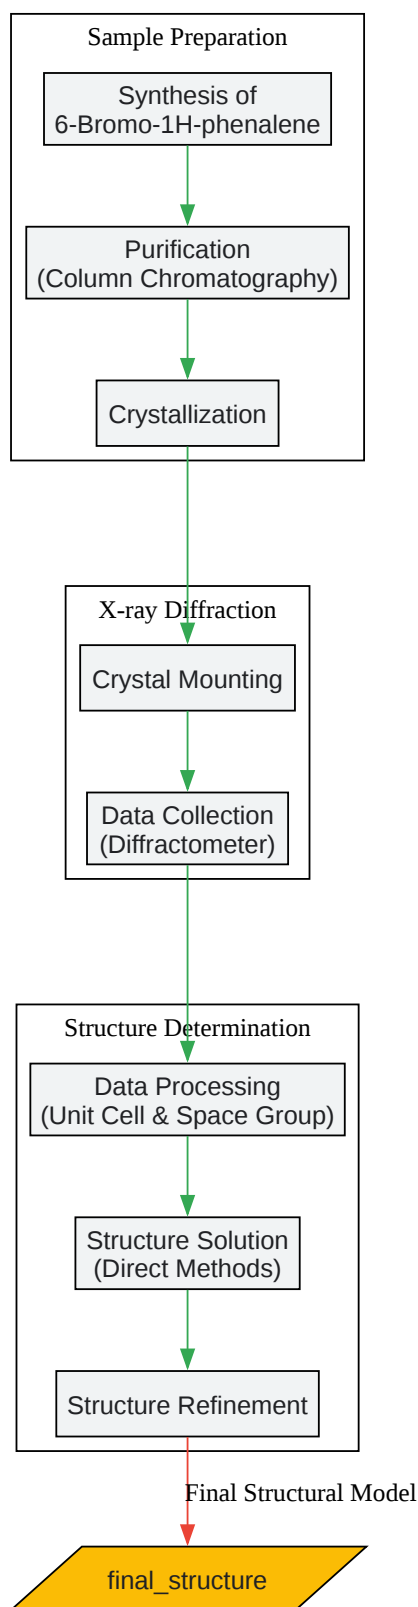 Sample Preparation
Synthesis of
6-Bromo-1H-phenalene
Purification
(Column Chromatography)
Crystallization
X-ray Diffraction
Crystal Mounting
Data Collection
(Diffractometer)
Structure Determination
Data Processing
(Unit Cell & Space Group)
Structure Solution
(Direct Methods)
Structure Refinement
Final Structural Model
final_structure